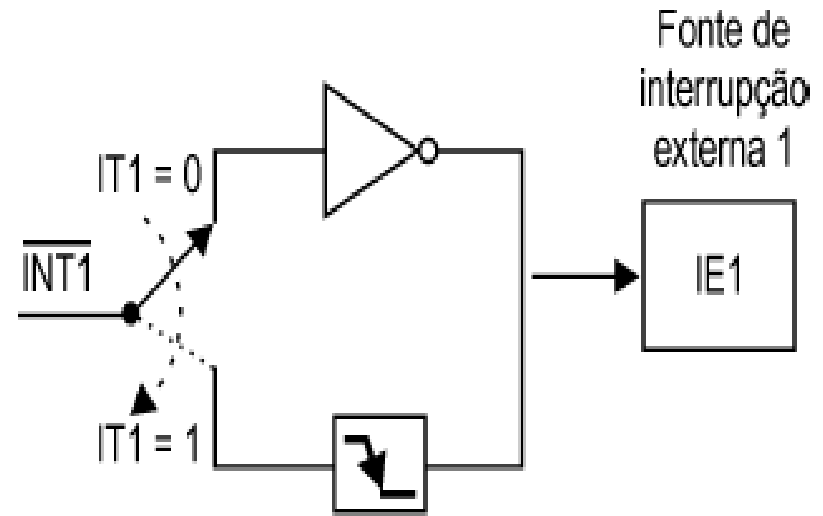 Fonte de
interrupção
externa 1
IT1 = 0
INT1
IE1
IT1 = 1